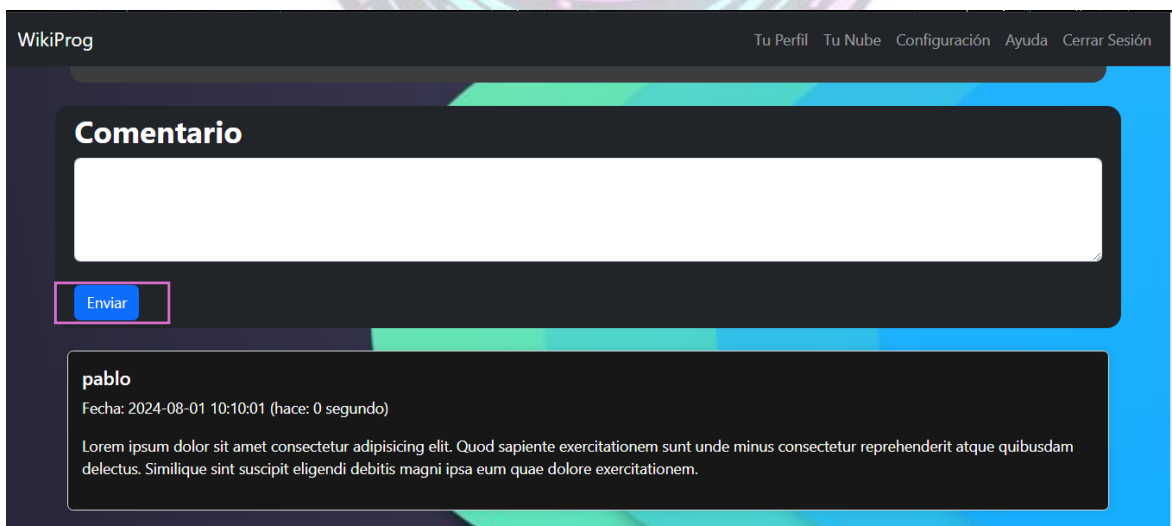 WikiProg
Tu Perfil Tu Nube Configuración Ayuda Cerrar Sesión
Comentario
Enviar
pablo
Fecha: 2024-08-01 10:10:01 (hace: 0 segundo)
Lorem ipsum dolor sit amet consectetur adipisicing elit. Quod sapiente exercitationem sunt unde minus consectetur reprehenderit atque quibusdam
delectus. Similique sint suscipit eligendi debitis magni ipsa eum quae dolore exercitationem.